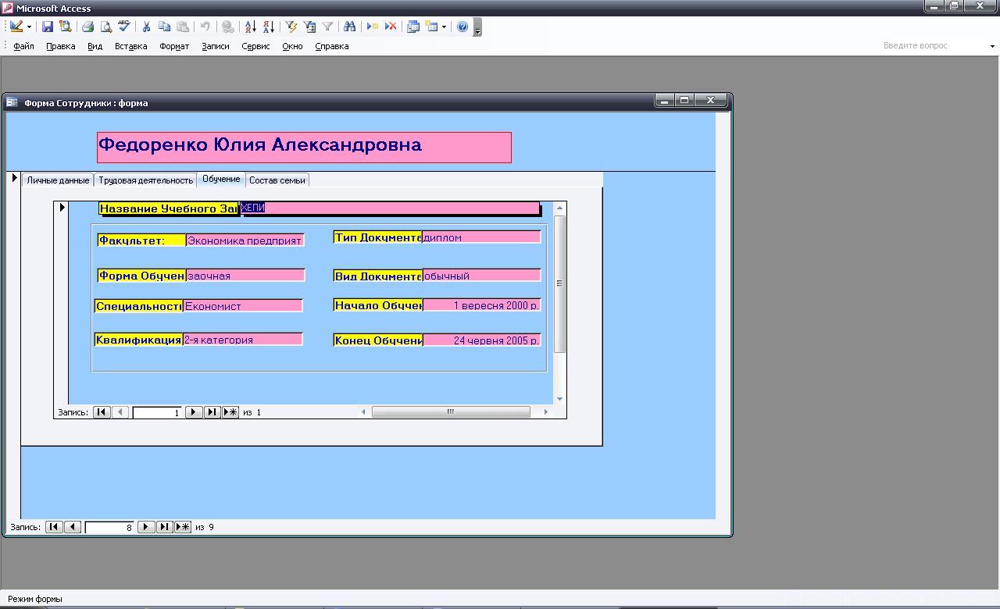 Microsoft Access
Файл Правка Вид Вставка Формат Записи Сервис Окно Справка Введите вопрос
Форма Сотрудники : форма
Федоренко Юлия Александровна
Личные данные Трудовая деятельность Обучение Состав семьи
Название Учебного За ХЕПИ
Факультет: Экономика предприят Тип Документа диплом
Форма Обучен заочная Вид Документа обычный
Специальност Економист Начало Обучен 1 вересня 2000 р.
Квалификация 2-я категория Конец Обучени 24 червня 2005 р.
Запись: 1 из 1
Запись: 8 из 9
Режим формы